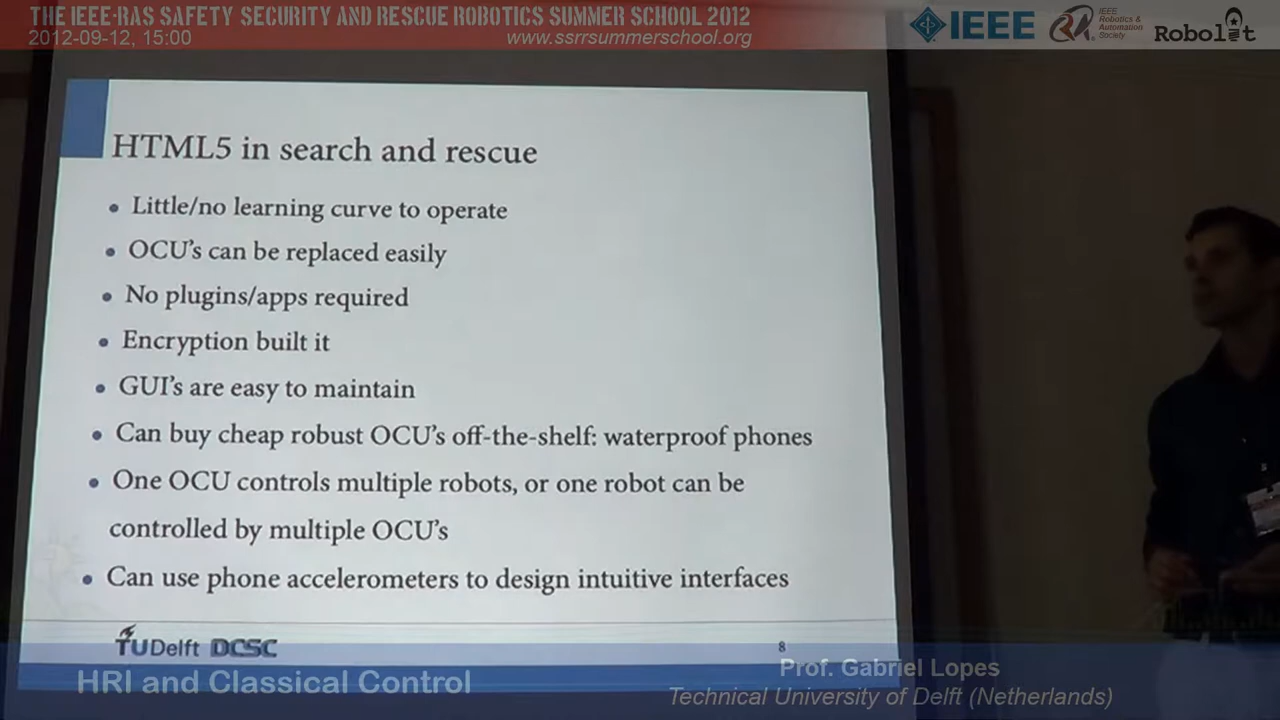 THE IEEE-RAS SAFETY SECURITY AND RESCUE ROBOTICS SUMMER SCHOOL 2012
2012-09-12, 15:00
www.ssrrsummerschool.org
IEEE
IEEE
Robotics &
Automation
Society
Robolit
HTML5 in search and rescue
• Little/no learning curve to operate
• OCU's can be replaced easily
• No plugins/apps required
• Encryption built it
• GUI's are easy to maintain
• Can buy cheap robust OCU's off-the-shelf: waterproof phones
• One OCU controls multiple robots, or one robot can be
controlled by multiple OCU's
• Can use phone accelerometers to design intuitive interfaces
TUDelft DCSC
8
HRI and Classical Control
Prof. Gabriel Lopes
Technical University of Delft (Netherlands)